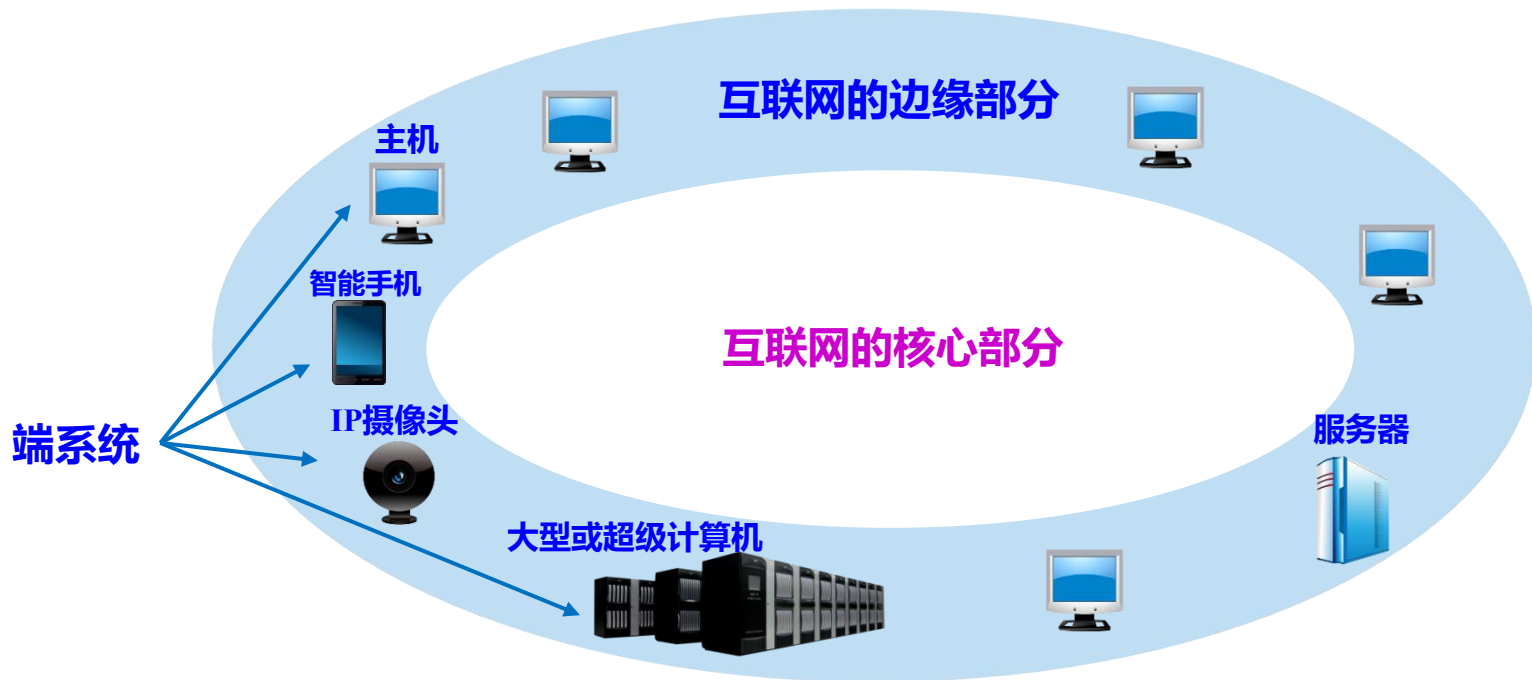 互联网的边缘部分
主机
智能手机
互联网的核心部分
IP摄像头
端系统
服务器
大型或超级计算机